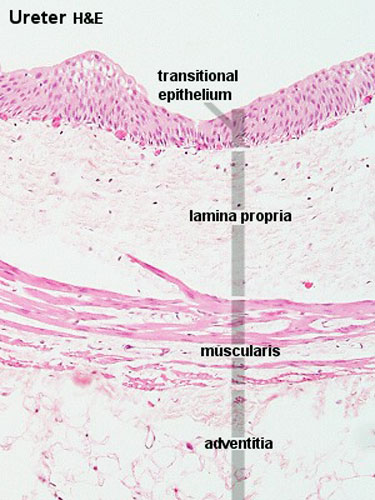 Ureter H&E
transitional
epithelium
lamina propria
muscularis
adventitia